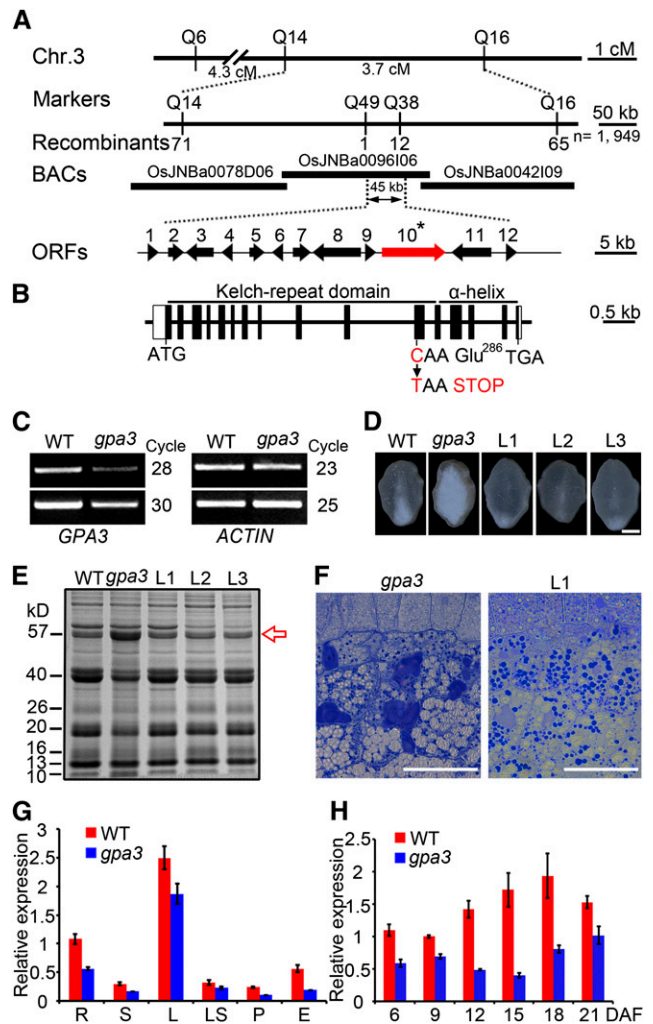 A
Q6 Q14 Q16
Chr.3 1 cM
4.3 cM 3.7 cM
Markers
Q14 Q49 Q38 Q16
50 kb
Recombinants 71 1 12 65 n= 1, 949
BACs OsJNBa0096I06
OsJNBa0078D06 OsJNBa0042I09
45 kb
1 2 3 4 5 6 7 8 9 10* 11 12
ORFs 5 kb
B
Kelch-repeat domain α-helix
0.5 kb
ATG CAA Glu286 TGA
TAA STOP
C
WT gpa3 Cycle WT gpa3 Cycle
28 23
30 25
GPA3 ACTIN
D
WT gpa3 L1 L2 L3
E
WT gpa3 L1 L2 L3
kD
57
40
26
20
16
13
10
F
gpa3 L1
G
Relative expression
WT
gpa3
3
2.5
2
1.5
1
0.5
0
R S L LS P E
H
Relative expression
WT
gpa3
2.5
2
1.5
1
0.5
0
6 9 12 15 18 21 DAF